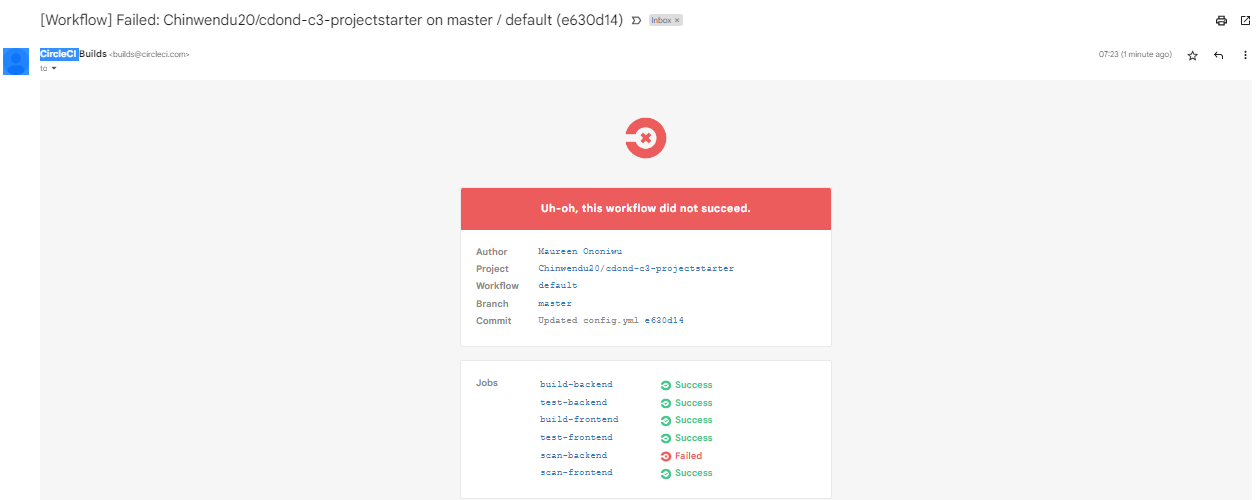 [Workflow] Failed: Chinwendu20/cdond-c3-projectstarter on master / default (e630d14) Inbox ×
CircleCI Builds <builds@circleci.com>
07:23 (1 minute ago)
to
Uh-oh, this workflow did not succeed.
Author Maureen Ononiwu
Project Chinwendu20/cdond-c3-projectstarter
Workflow default
Branch master
Commit Updated config.yml e630d14
Jobs build-backend Success
test-backend Success
build-frontend Success
test-frontend Success
scan-backend Failed
scan-frontend Success